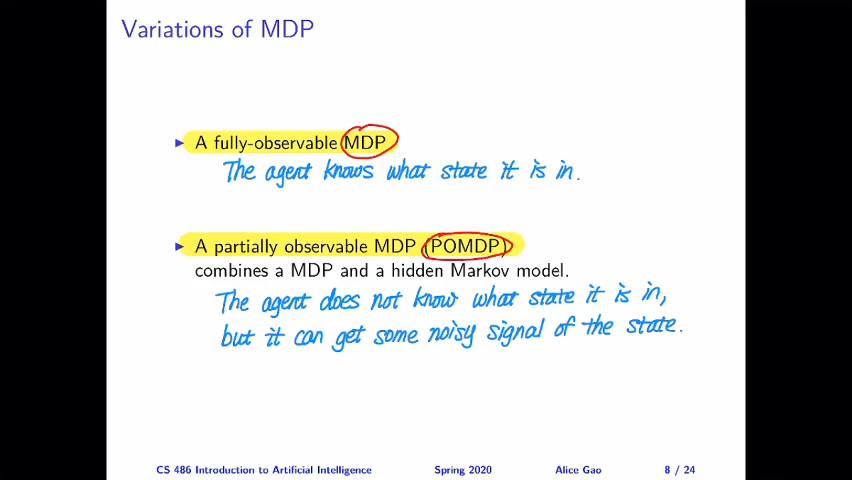 Variations of MDP
A fully-observable MDP
The agent knows what state it is in.
A partially observable MDP (POMDP)
combines a MDP and a hidden Markov model.
The agent does not know what state it is in,
but it can get some noisy signal of the state.
CS 486 Introduction to Artificial Intelligence Spring 2020 Alice Gao 8 / 24